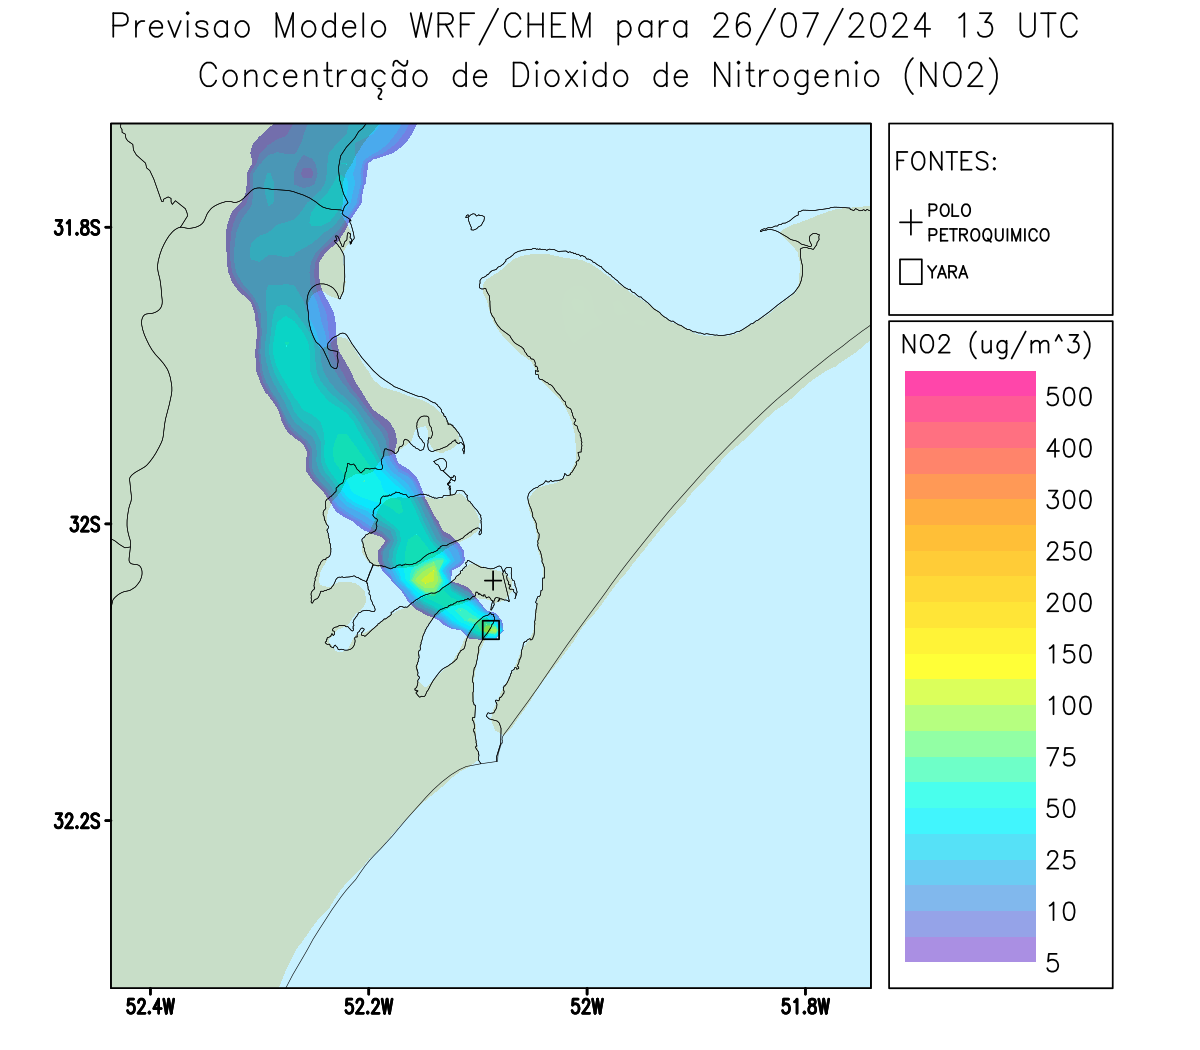 Previsao Modelo WRF/CHEM para 26/07/2024 13 UTC
Concentração de Dioxido de Nitrogenio (NO2)
FONTES:
POLO
PETROQUIMICO
YARA
NO2 (ug/m^3)
500
400
300
250
200
150
100
75
50
25
10
5
31.8S
32S
32.2S
52.4W
52.2W
52W
51.8W